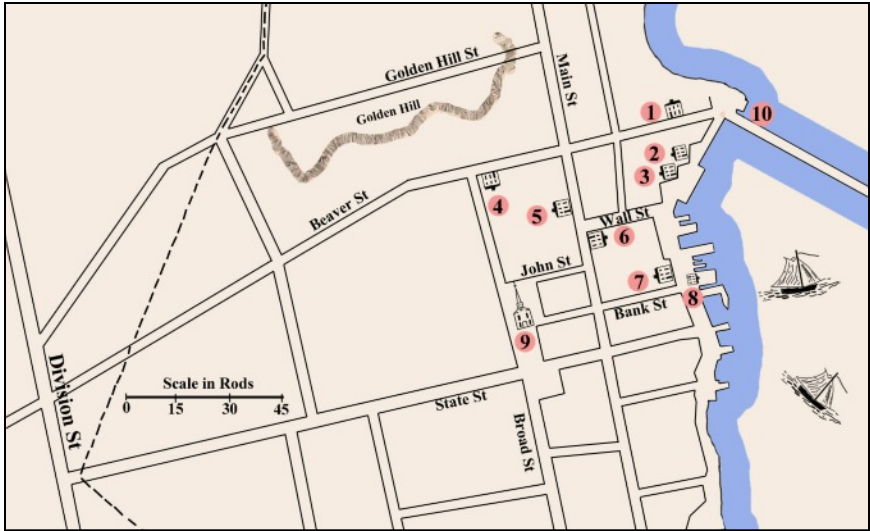 Golden Hill St
Main St
Golden Hill
1
10
2
3
Beaver St
4
5
Wall St
6
John St
7
8
Bank St
9
Division St
Scale in Rods
0 15 30 45
State St
Broad St